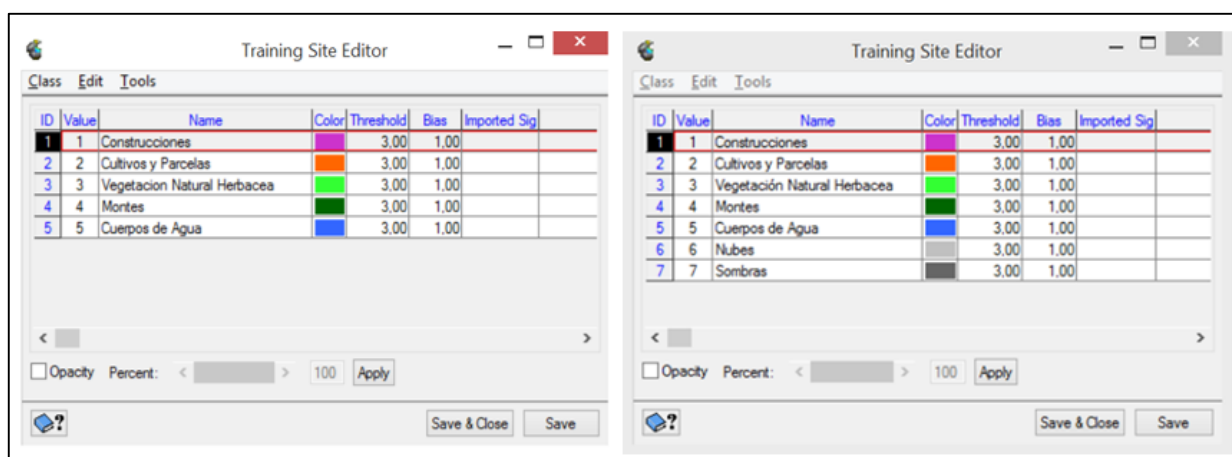 Training Site Editor
Class Edit Tools
ID Value Name Color Threshold Bias Imported Sig
1 1 Construcciones 3,00 1,00
2 2 Cultivos y Parcelas 3,00 1,00
3 3 Vegetacion Natural Herbacea 3,00 1,00
4 4 Montes 3,00 1,00
5 5 Cuerpos de Agua 3,00 1,00
Opacity Percent: 100 Apply
Save & Close Save
Training Site Editor
Class Edit Tools
ID Value Name Color Threshold Bias Imported Sig
1 1 Construcciones 3,00 1,00
2 2 Cultivos y Parcelas 3,00 1,00
3 3 Vegetación Natural Herbacea 3,00 1,00
4 4 Montes 3,00 1,00
5 5 Cuerpos de Agua 3,00 1,00
6 6 Nubes 3,00 1,00
7 7 Sombras 3,00 1,00
Opacity Percent: 100 Apply
Save & Close Save